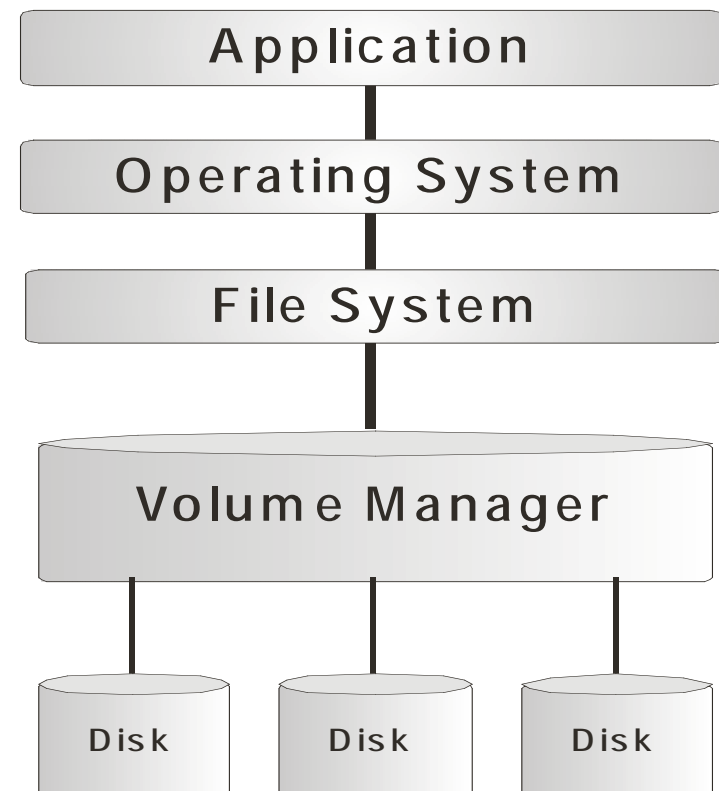 Application
Operating System
File System
Volume Manager
Disk Disk Disk